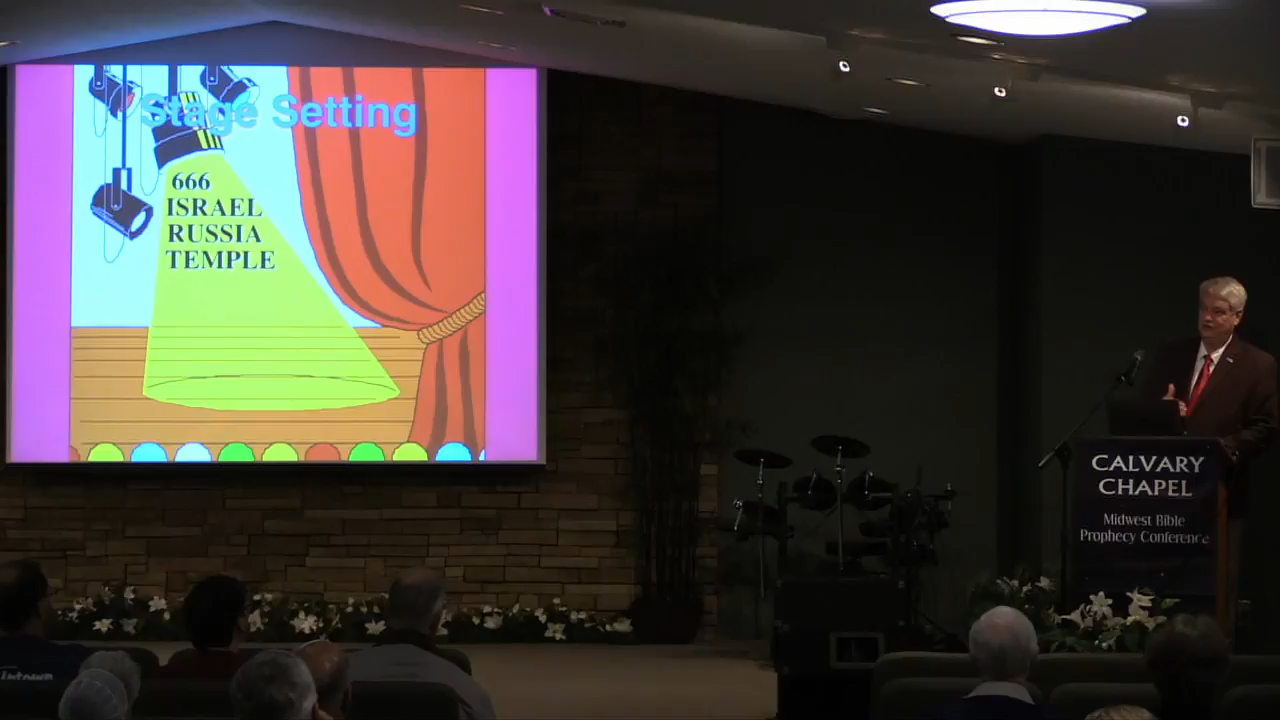 Stage Setting
666
ISRAEL
RUSSIA
TEMPLE
CALVARY
CHAPEL
Midwest Bible
Prophecy Conference